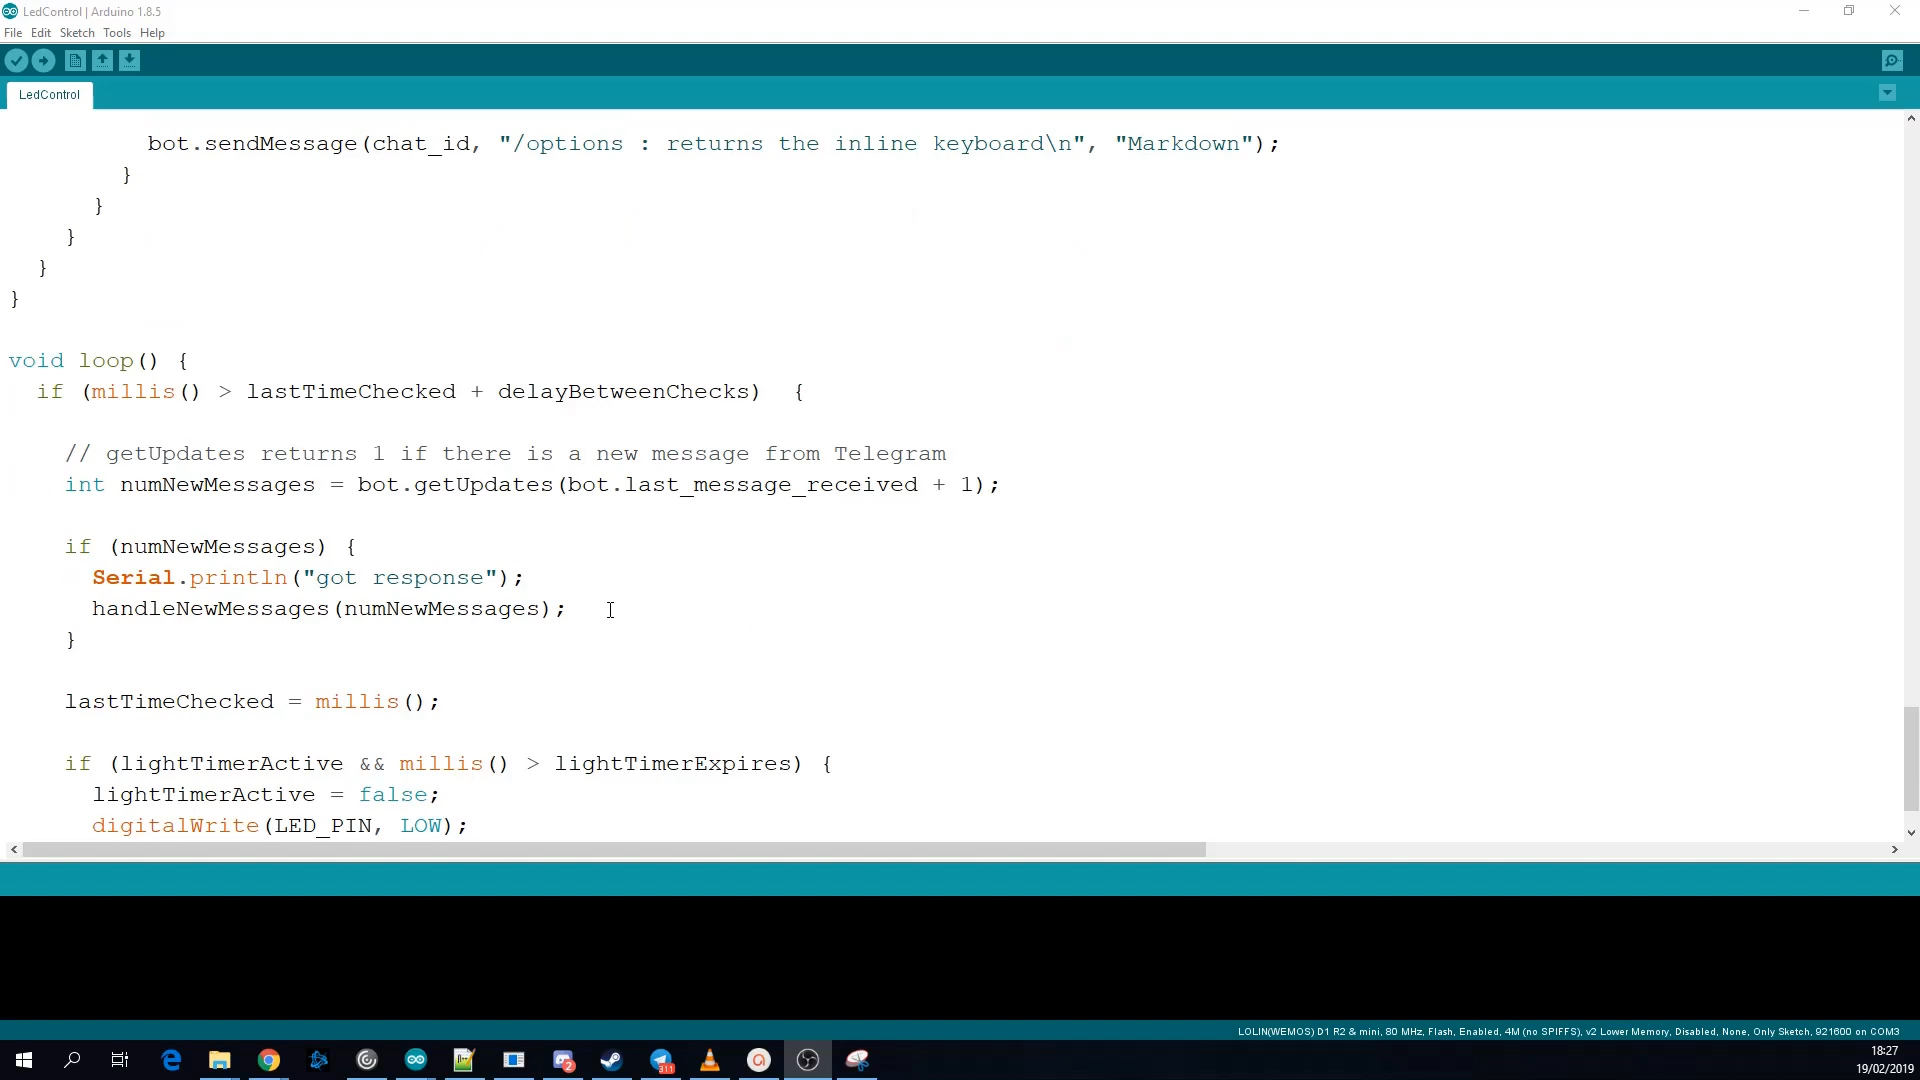 LedControl | Arduino 1.8.5
File Edit Sketch Tools Help
LedControl
bot.sendMessage(chat_id, "/options : returns the inline keyboard\n", "Markdown");
}
}
}
}
}
void loop() {
if (millis() > lastTimeChecked + delayBetweenChecks) {
// getUpdates returns 1 if there is a new message from Telegram
int numNewMessages = bot.getUpdates(bot.last_message_received + 1);
if (numNewMessages) {
Serial.println("got response");
handleNewMessages(numNewMessages);
}
lastTimeChecked = millis();
if (lightTimerActive && millis() > lightTimerExpires) {
lightTimerActive = false;
digitalWrite(LED_PIN, LOW);
LOLIN(WEMOS) D1 R2 & mini, 80 MHz, Flash, Enabled, 4M (no SPIFFS), v2 Lower Memory, Disabled, None, Only Sketch, 921600 on COM3
2
311
18:27
19/02/2019